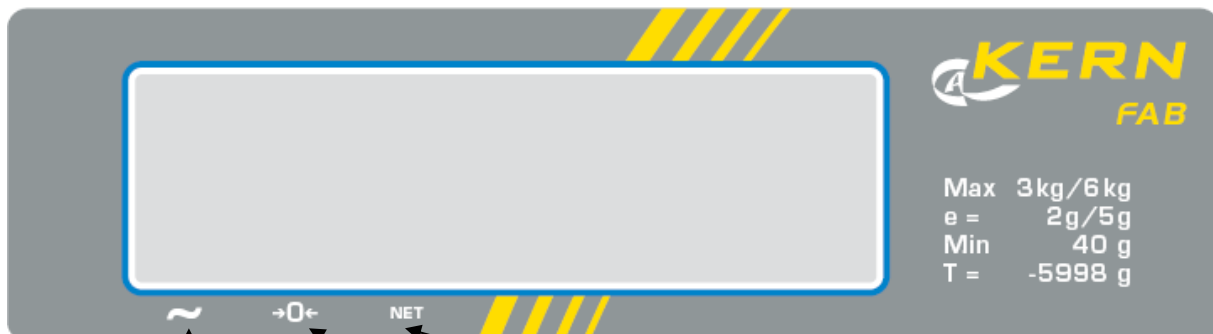 KERN
FAB
Max 3kg/6kg
e = 2g/5g
Min 40 g
T = -5998 g
~ →0← NET